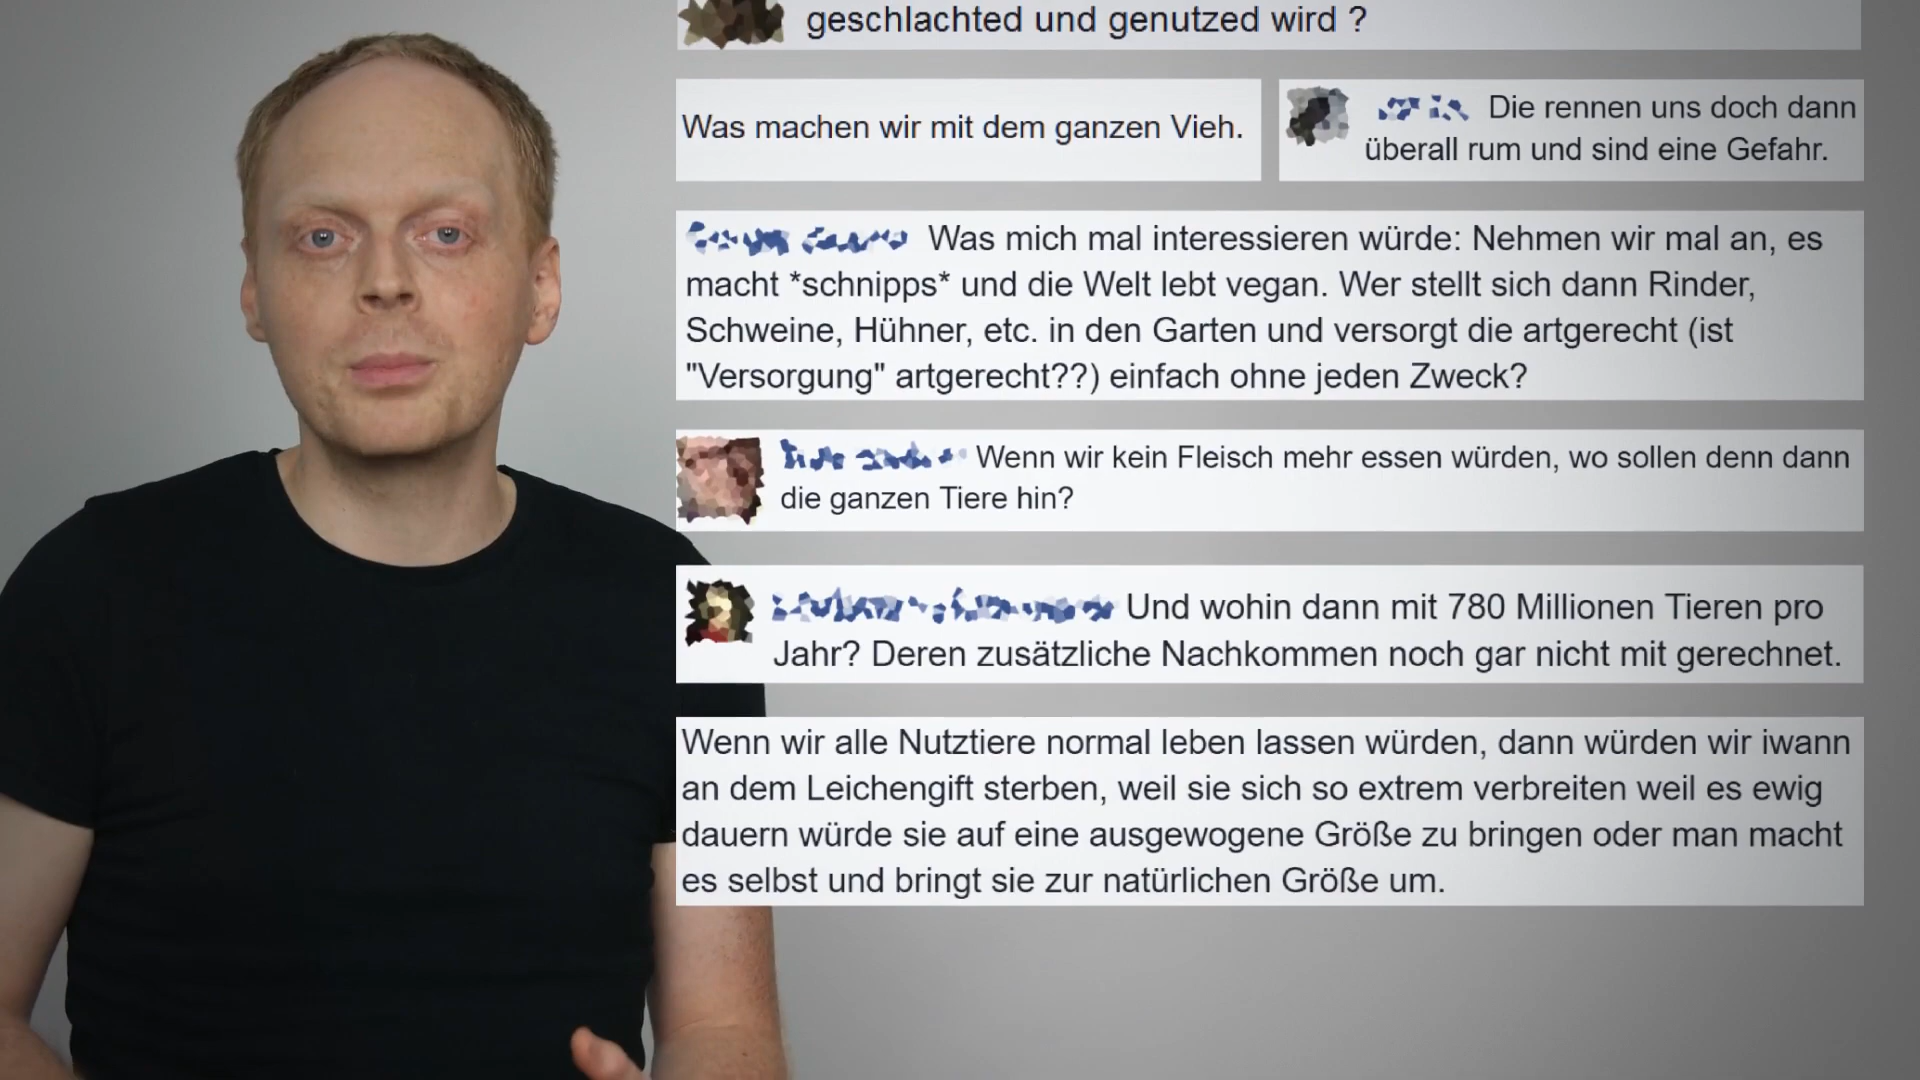 geschlachted und genutzed wird ?
Was machen wir mit dem ganzen Vieh.
Die rennen uns doch dann
überall rum und sind eine Gefahr.
Was mich mal interessieren würde: Nehmen wir mal an, es
macht *schnipps* und die Welt lebt vegan. Wer stellt sich dann Rinder,
Schweine, Hühner, etc. in den Garten und versorgt die artgerecht (ist
"Versorgung" artgerecht??) einfach ohne jeden Zweck?
Wenn wir kein Fleisch mehr essen würden, wo sollen denn dann
die ganzen Tiere hin?
Und wohin dann mit 780 Millionen Tieren pro
Jahr? Deren zusätzliche Nachkommen noch gar nicht mit gerechnet.
Wenn wir alle Nutztiere normal leben lassen würden, dann würden wir iwann
an dem Leichengift sterben, weil sie sich so extrem verbreiten weil es ewig
dauern würde sie auf eine ausgewogene Größe zu bringen oder man macht
es selbst und bringt sie zur natürlichen Größe um.